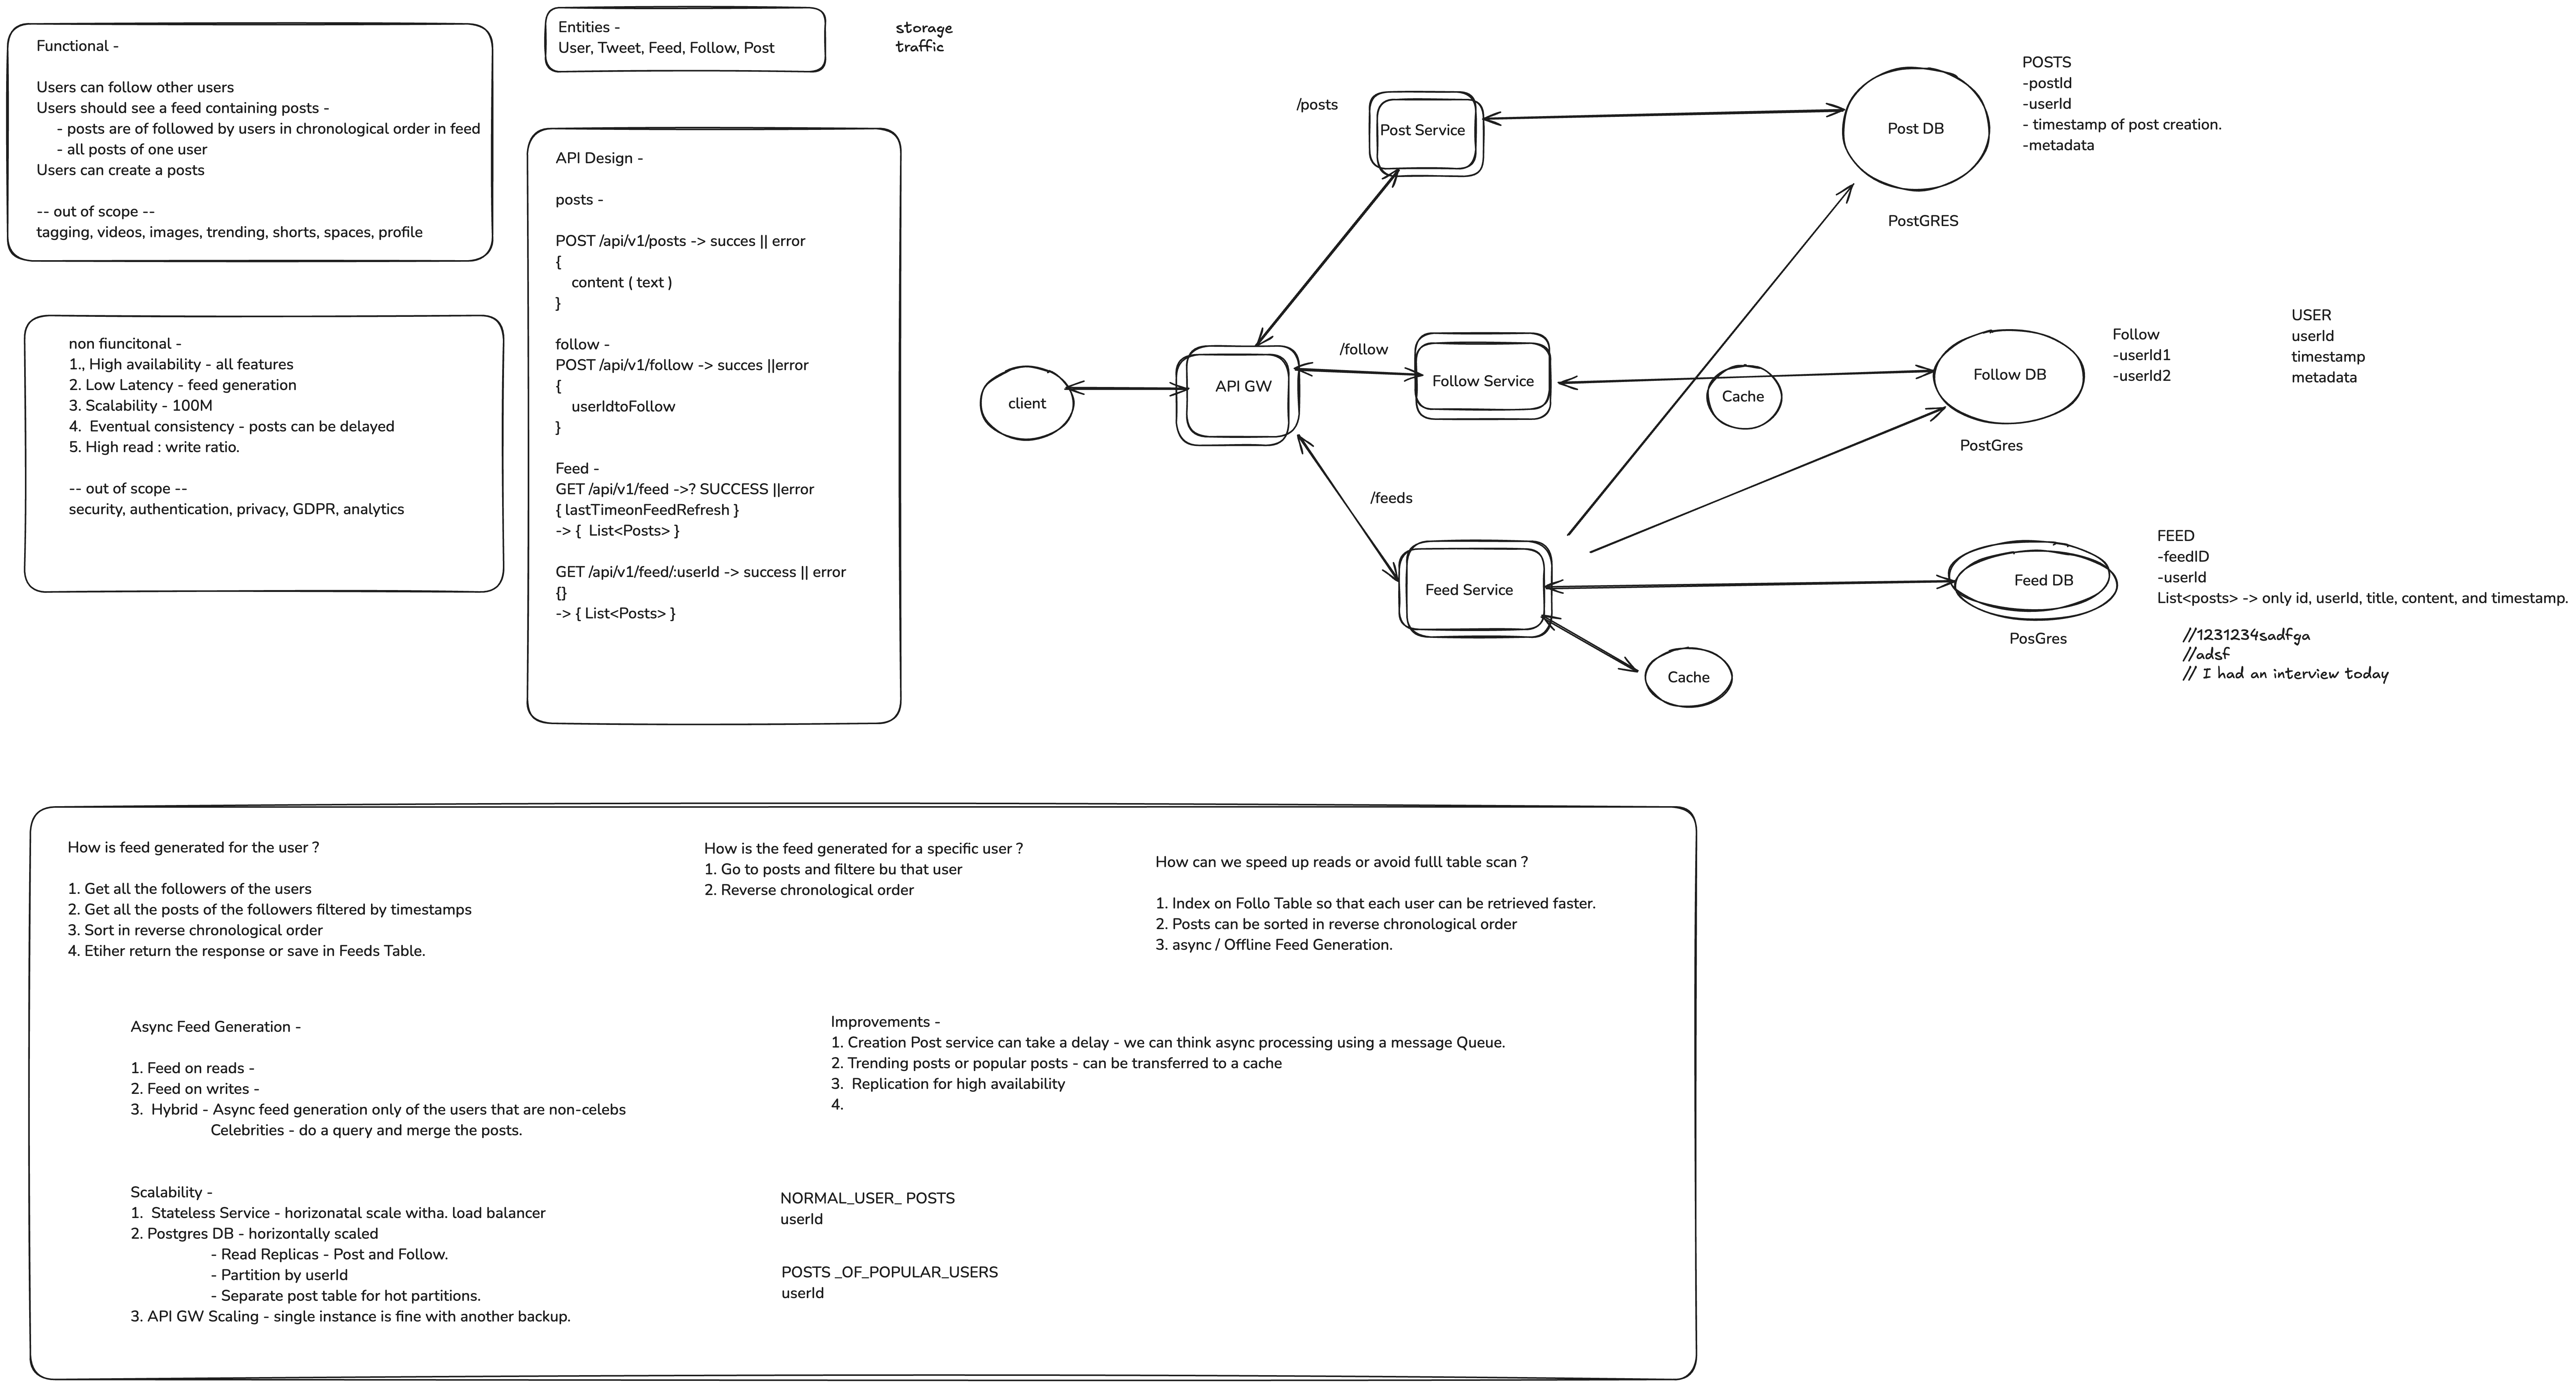 Functional -
Users can follow other users
Users should see a feed containing posts -
- posts are of followed by users in chronological order in feed
- all posts of one user
Users can create a posts
-- out of scope --
tagging, videos, images, trending, shorts, spaces, profile
non fiuncitonal -
1., High availability - all features
2. Low Latency - feed generation
3. Scalability - 100M
4. Eventual consistency - posts can be delayed
5. High read : write ratio.
-- out of scope --
security, authentication, privacy, GDPR, analytics
Entities -
User, Tweet, Feed, Follow, Post
storage
traffic
API Design -
posts -
POST /api/v1/posts -> succes || error
{
content ( text )
}
follow -
POST /api/v1/follow -> succes ||error
{
userIdtoFollow
}
Feed -
GET /api/v1/feed ->? SUCCESS ||error
{ lastTimeonFeedRefresh }
-> { List<Posts> }
GET /api/v1/feed/:userId -> success || error
{}
-> { List<Posts> }
client
API GW
/posts
Post Service
/follow
Follow Service
/feeds
Feed Service
Cache
Cache
Post DB
PostGRES
POSTS
-postId
-userId
- timestamp of post creation.
-metadata
Follow DB
PostGres
Follow
-userId1
-userId2
USER
userId
timestamp
metadata
Feed DB
PosGres
FEED
-feedID
-userId
List<posts> -> only id, userId, title, content, and timestamp.
//1231234sadfga
//adsf
// I had an interview today
How is feed generated for the user ?
1. Get all the followers of the users
2. Get all the posts of the followers filtered by timestamps
3. Sort in reverse chronological order
4. Etiher return the response or save in Feeds Table.
How is the feed generated for a specific user ?
1. Go to posts and filtere bu that user
2. Reverse chronological order
How can we speed up reads or avoid fulll table scan ?
1. Index on Follo Table so that each user can be retrieved faster.
2. Posts can be sorted in reverse chronological order
3. async / Offline Feed Generation.
Async Feed Generation -
1. Feed on reads -
2. Feed on writes -
3. Hybrid - Async feed generation only of the users that are non-celebs
Celebrities - do a query and merge the posts.
Improvements -
1. Creation Post service can take a delay - we can think async processing using a message Queue.
2. Trending posts or popular posts - can be transferred to a cache
3. Replication for high availability
4.
Scalability -
1. Stateless Service - horizonatal scale witha. load balancer
2. Postgres DB - horizontally scaled
- Read Replicas - Post and Follow.
- Partition by userId
- Separate post table for hot partitions.
3. API GW Scaling - single instance is fine with another backup.
NORMAL_USER_ POSTS
userId
POSTS _OF_POPULAR_USERS
userId